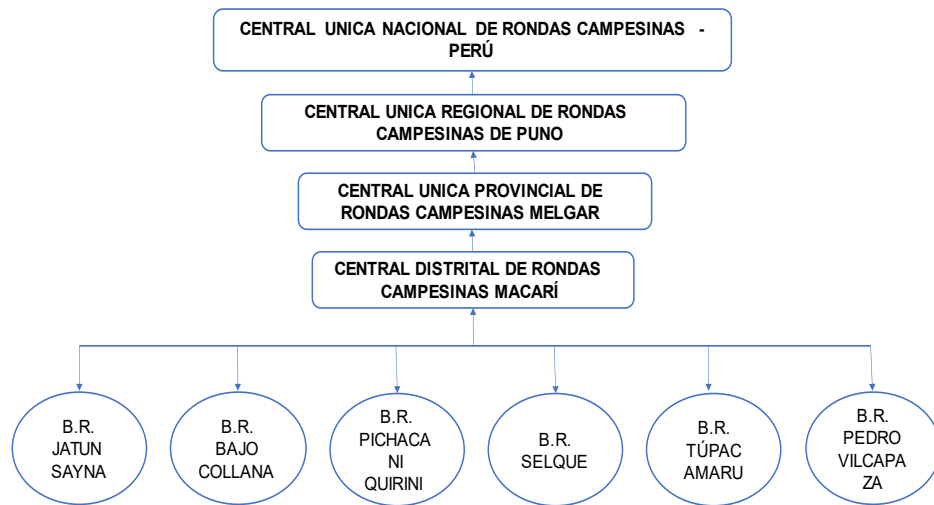 CENTRAL UNICA NACIONAL DE RONDAS CAMPESINAS -
PERÚ
CENTRAL UNICA REGIONAL DE RONDAS
CAMPESINAS DE PUNO
CENTRAL UNICA PROVINCIAL DE
RONDAS CAMPESINAS MELGAR
CENTRAL DISTRITAL DE RONDAS
CAMPESINAS MACARÍ
B.R.
JATUN
SAYNA
B.R.
BAJO
COLLANA
B.R.
PICHACA
NI
QUIRINI
B.R.
SELQUE
B.R.
TÚPAC
AMARU
B.R.
PEDRO
VILCAPA
ZA